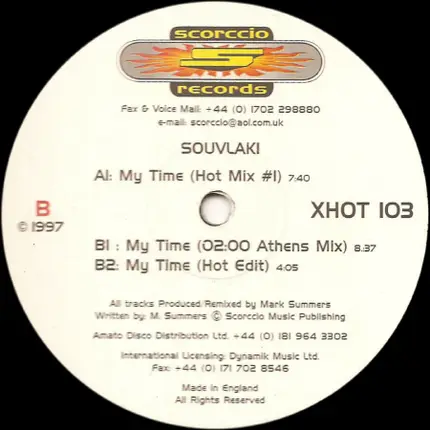 scorccio
S
records
Fax & Voice Mail: +44 (0) 1702 298880
e-mail: scorccio@aol.com.uk
SOUVLAKI
A1: My Time (Hot Mix #1) 7:40
B
© 1997
XHOT 103
B1 : My Time (02:00 Athens Mix) 8.37
B2: My Time (Hot Edit) 4:05
All tracks Produced/Remixed by Mark Summers
Written by: M. Summers © Scorccio Music Publishing
Amato Disco Distribution Ltd. +44 (0) 181 964 3302
International Licensing: Dynamik Music Ltd.
Fax: +44 (0) 171 702 8546
Made in England
All Rights Reserved